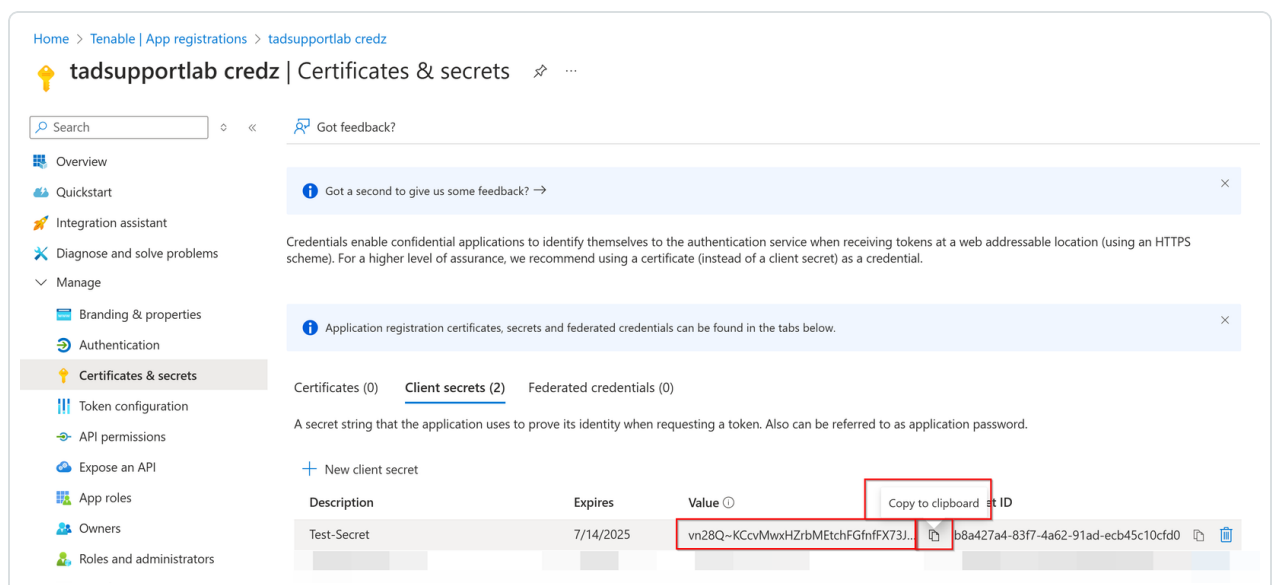 Home > Tenable | App registrations > tadsupportlab credz
tadsupportlab credz | Certificates & secrets
Search
Got feedback?
Overview
Quickstart
Integration assistant
Diagnose and solve problems
Manage
Branding & properties
Authentication
Certificates & secrets
Token configuration
API permissions
Expose an API
App roles
Owners
Roles and administrators
Got a second to give us some feedback?
Credentials enable confidential applications to identify themselves to the authentication service when receiving tokens at a web addressable location (using an HTTPS
scheme). For a higher level of assurance, we recommend using a certificate (instead of a client secret) as a credential.
Application registration certificates, secrets and federated credentials can be found in the tabs below.
Certificates (0) Client secrets (2) Federated credentials (0)
A secret string that the application uses to prove its identity when requesting a token. Also can be referred to as application password.
New client secret
Copy to clipboard
Description Expires Value t ID
Test-Secret 7/14/2025 vn28Q~KCcvMwxHZrbMEtchFGfnfFX73J... b8a427a4-83f7-4a62-91ad-ecb45c10cfd0